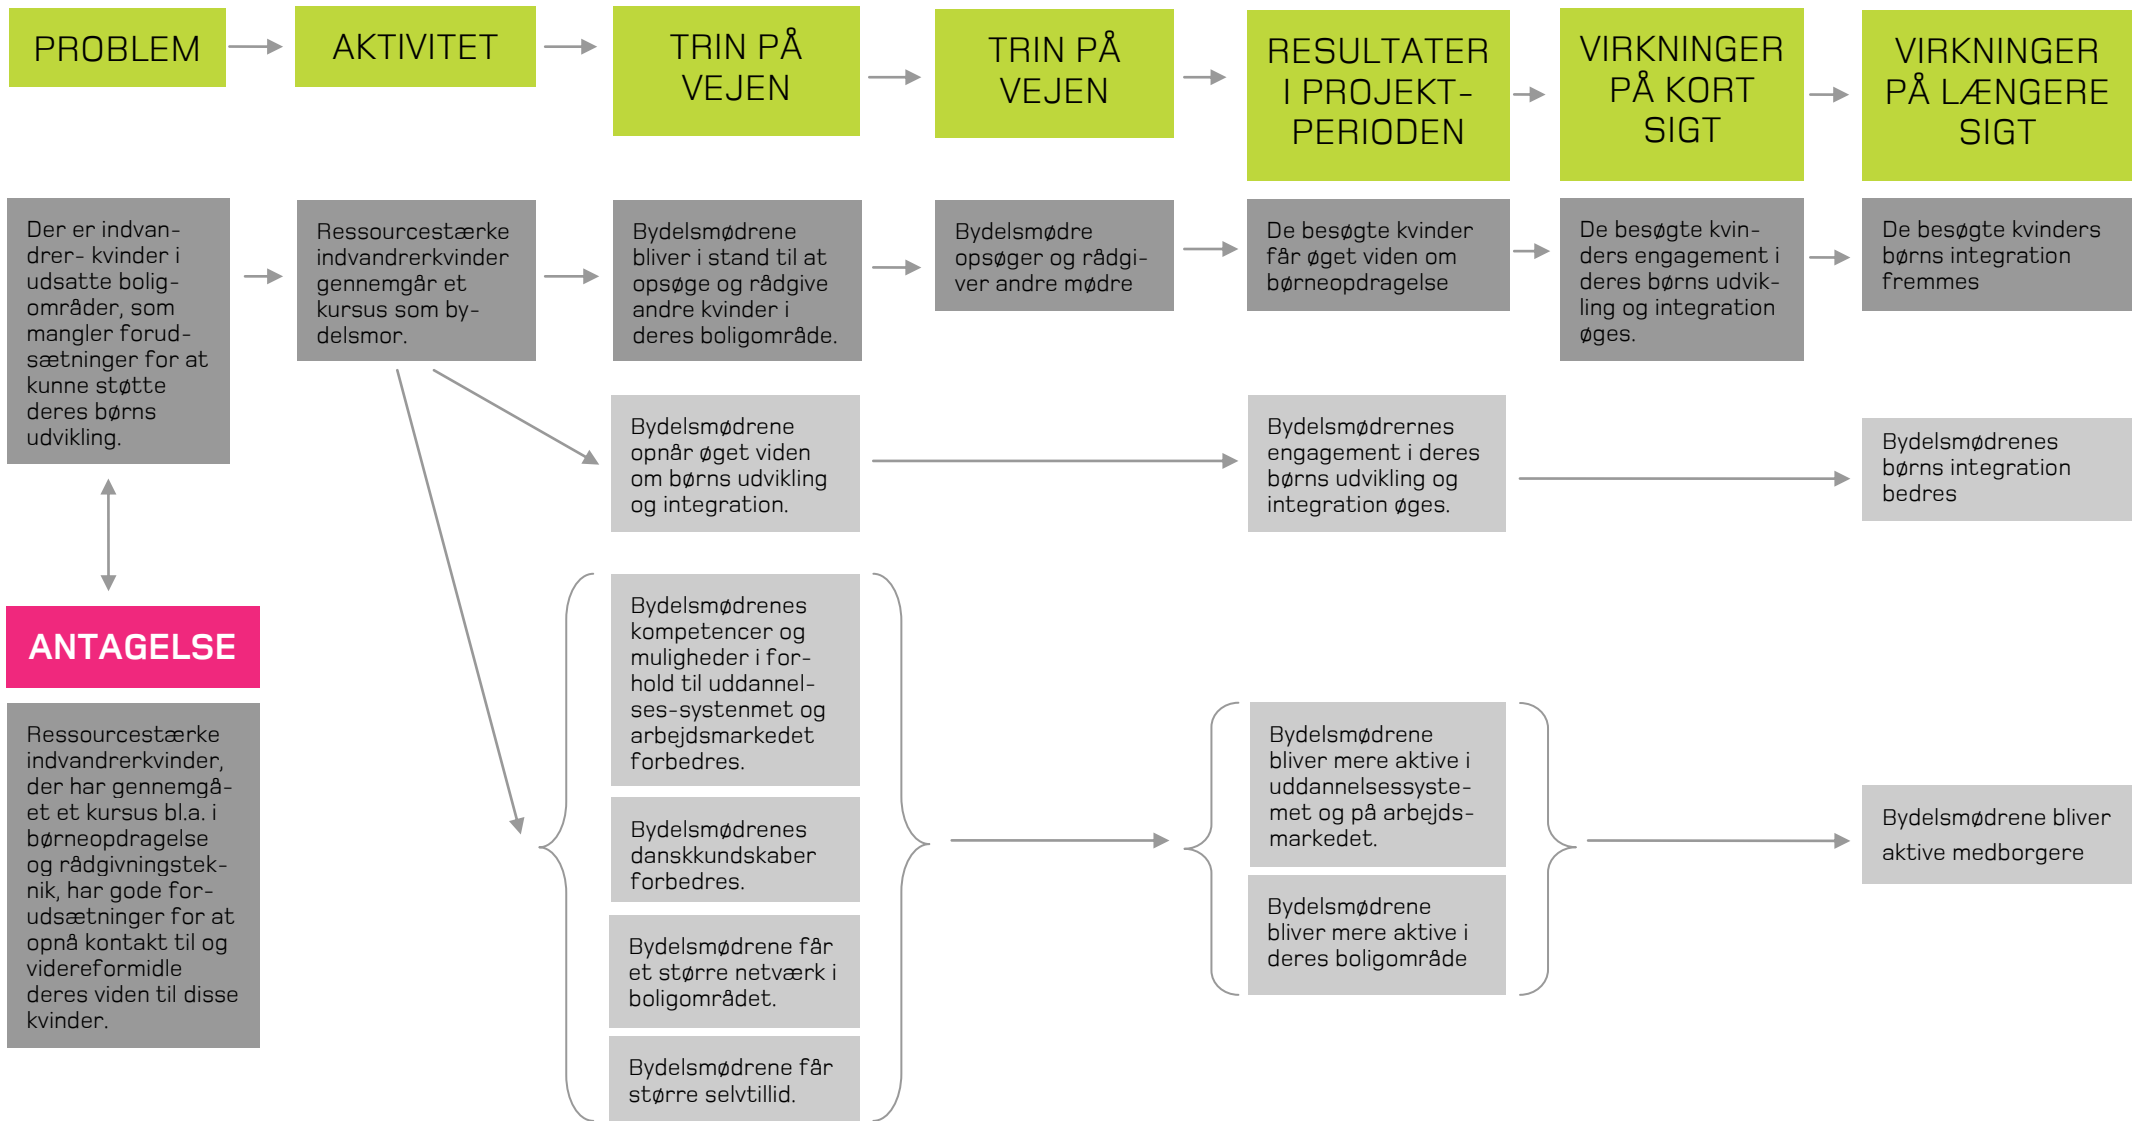 PROBLEM
AKTIVITET
TRIN PÅ
VEJEN
TRIN PÅ
VEJEN
RESULTATER
I PROJEKT-
PERIODEN
VIRKNINGER
PÅ KORT
SIGT
VIRKNINGER
PÅ LÆNGERE
SIGT
Der er indvan-
drer- kvinder i
udsatte bolig-
områder, som
mangler forud-
sætninger for at
kunne støtte
deres børns
udvikling.
Ressourcestærke
indvandrerkvinder
gennemgår et
kursus som by-
delsmor.
Bydelsmødrene
bliver i stand til at
opsøge og rådgive
andre kvinder i
deres boligområde.
Bydelsmødre
opsøger og rådgi-
ver andre mødre
De besøgte kvinder
får øget viden om
børneopdragelse
De besøgte kvin-
ders engagement i
deres børns udvik-
ling og integration
øges.
De besøgte kvinders
børns integration
fremmes
Bydelsmødrene
opnår øget viden
om børns udvikling
og integration.
Bydelsmødrernes
engagement i deres
børns udvikling og
integration øges.
Bydelsmødrenes
børns integration
bedres
ANTAGELSE
Ressourcestærke
indvandrerkvinder,
der har gennemgå-
et et kursus bl.a. i
børneopdragelse
og rådgivningstek-
nik, har gode for-
udsætninger for at
opnå kontakt til og
videreformidle
deres viden til disse
kvinder.
Bydelsmødrenes
kompetencer og
muligheder i for-
hold til uddannel-
ses-systenmet og
arbejdsmarkedet
forbedres.
Bydelsmødrenes
danskkundskaber
forbedres.
Bydelsmødrene får
et større netværk i
boligområdet.
Bydelsmødrene får
større selvtillid.
Bydelsmødrene
bliver mere aktive i
uddannelsessyste-
met og på arbejds-
markedet.
Bydelsmødrene
bliver mere aktive i
deres boligområde
Bydelsmødrene bliver
aktive medborgere